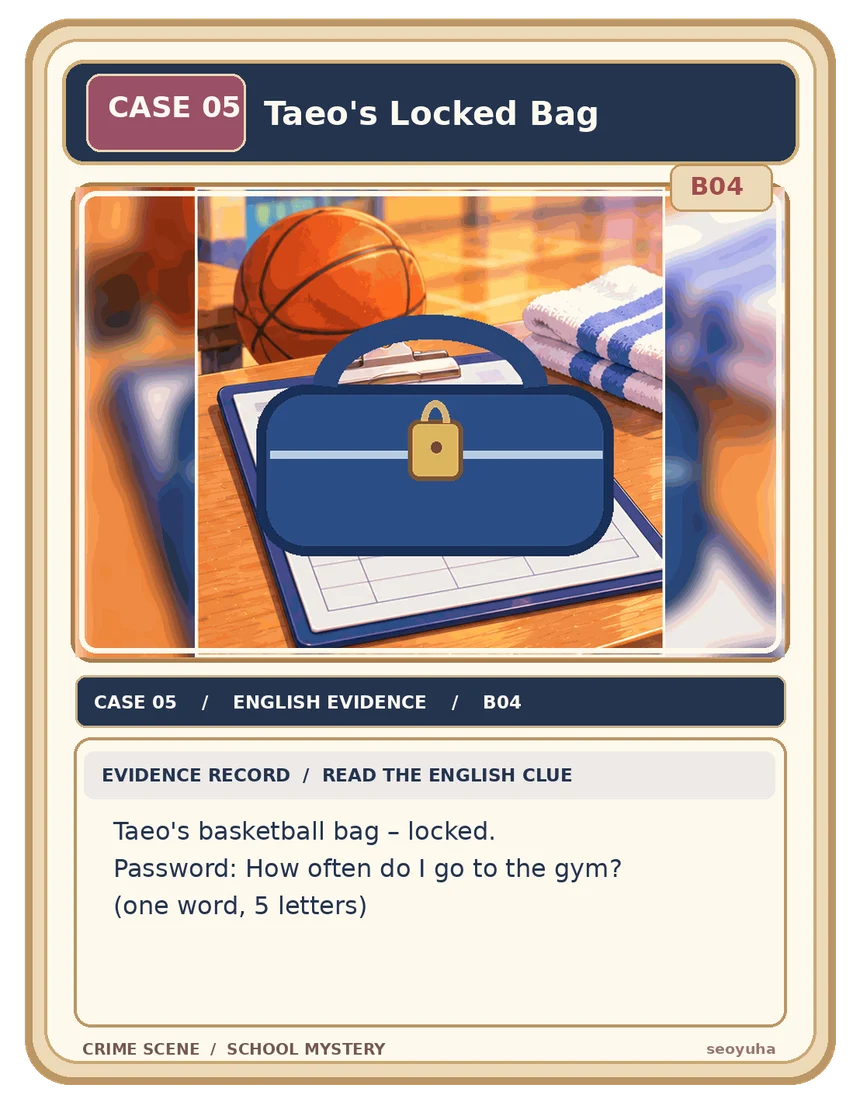 CASE 05
Taeo's Locked Bag
B04
CASE 05 / ENGLISH EVIDENCE / B04
EVIDENCE RECORD / READ THE ENGLISH CLUE
Taeo's basketball bag – locked.
Password: How often do I go to the gym?
(one word, 5 letters)
CRIME SCENE / SCHOOL MYSTERY
seoyuha